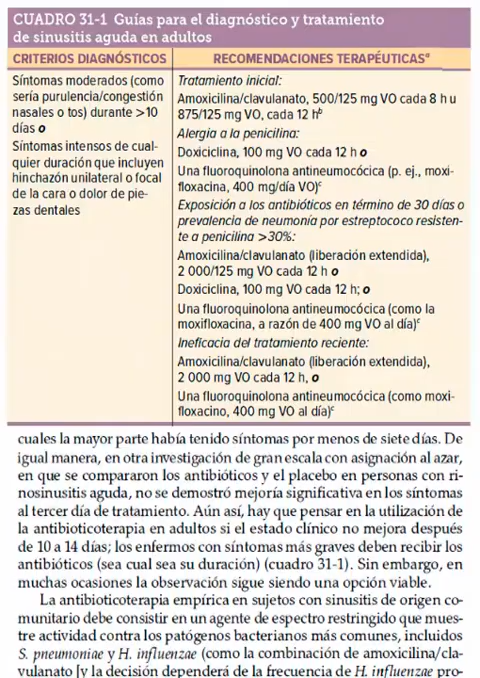 CUADRO 31-1 Guías para el diagnóstico y tratamiento
de sinusitis aguda en adultos
CRITERIOS DIAGNÓSTICOS
Síntomas moderados (como
sería purulencia/congestión
nasales o tos) durante >10
días o
Síntomas intensos de cual-
quier duración que incluyen
hinchazón unilateral o focal
de la cara o dolor de pie-
zas dentales
RECOMENDACIONES TERAPÉUTICASa
Tratamiento inicial:
Amoxicilina/clavulanato, 500/125 mg VO cada 8 h u
875/125 mg VO, cada 12 hb
Alergia a la penicilina:
Doxiciclina, 100 mg VO cada 12 h o
Una fluoroquinolona antineumocócica (p. ej., moxi-
floxacina, 400 mg/día VO)c
Exposición a los antibióticos en término de 30 días o
prevalencia de neumonía por estreptococo resisten-
te a penicilina >30%:
Amoxicilina/clavulanato (liberación extendida),
2 000/125 mg VO cada 12 h o
Doxiciclina, 100 mg VO cada 12 h; o
Una fluoroquinolona antineumocócica (como la
moxifloxacina, a razón de 400 mg VO al día)c
Ineficacia del tratamiento reciente:
Amoxicilina/clavulanato (liberación extendida),
2 000 mg VO cada 12 h, o
Una fluoroquinolona antineumocócica (como moxi-
floxacino, 400 mg VO al día)c
cuales la mayor parte había tenido síntomas por menos de siete días. De
igual manera, en otra investigación de gran escala con asignación al azar,
en que se compararon los antibióticos y el placebo en personas con ri-
nosinusitis aguda, no se demostró mejoría significativa en los síntomas
al tercer día de tratamiento. Aún así, hay que pensar en la utilización de
la antibioticoterapia en adultos si el estado clínico no mejora después
de 10 a 14 días; los enfermos con síntomas más graves deben recibir los
antibióticos (sea cual sea su duración) (cuadro 31-1). Sin embargo, en
muchas ocasiones la observación sigue siendo una opción viable.
La antibioticoterapia empírica en sujetos con sinusitis de origen co-
munitario debe consistir en un agente de espectro restringido que mues-
tre actividad contra los patógenos bacterianos más comunes, incluidos
S. pneumoniae y H. influenzae (como la combinación de amoxicilina/cla-
vulanato [y la decisión dependerá de la frecuencia de H. influenzae pro-